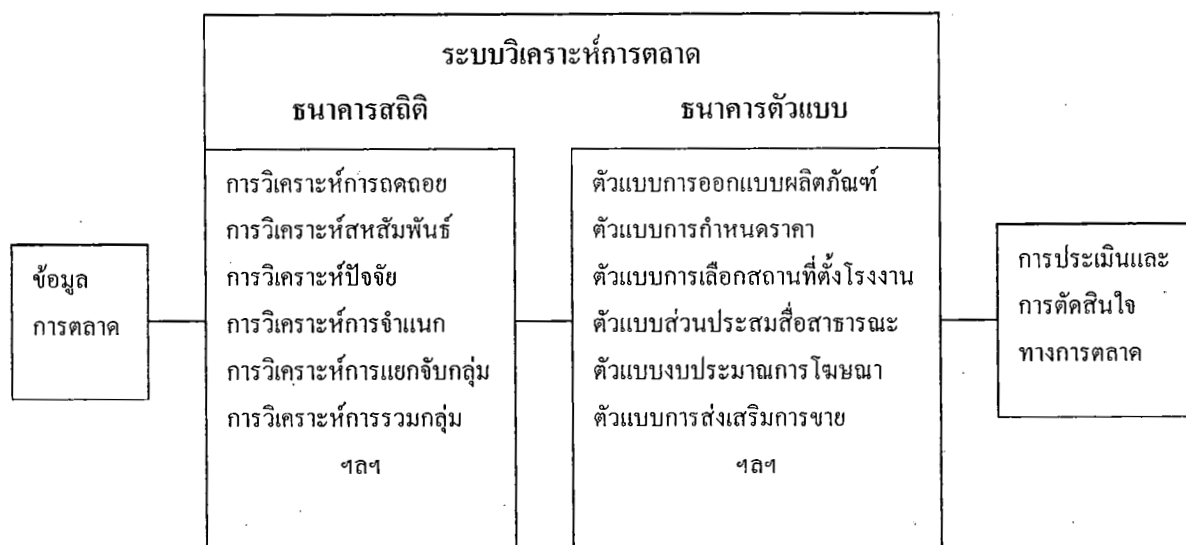 ระบบวิเคราะห์การตลาด
ธนาคารสถิติ
ธนาคารตัวแบบ
ข้อมูล
การตลาด
การวิเคราะห์การถดถอย
การวิเคราะห์สหสัมพันธ์
การวิเคราะห์ปัจจัย
การวิเคราะห์การจำแนก
การวิเคราะห์การแยกจับกลุ่ม
การวิเคราะห์การรวมกลุ่ม
ฯลฯ
ตัวแบบการออกแบบผลิตภัณฑ์
ตัวแบบการกำหนดราคา
ตัวแบบการเลือกสถานที่ตั้งโรงงาน
ตัวแบบส่วนประสมสื่อสาธารณะ
ตัวแบบงบประมาณการโฆษณา
ตัวแบบการส่งเสริมการขาย
ฯลฯ
การประเมินและ
การตัดสินใจ
ทางการตลาด